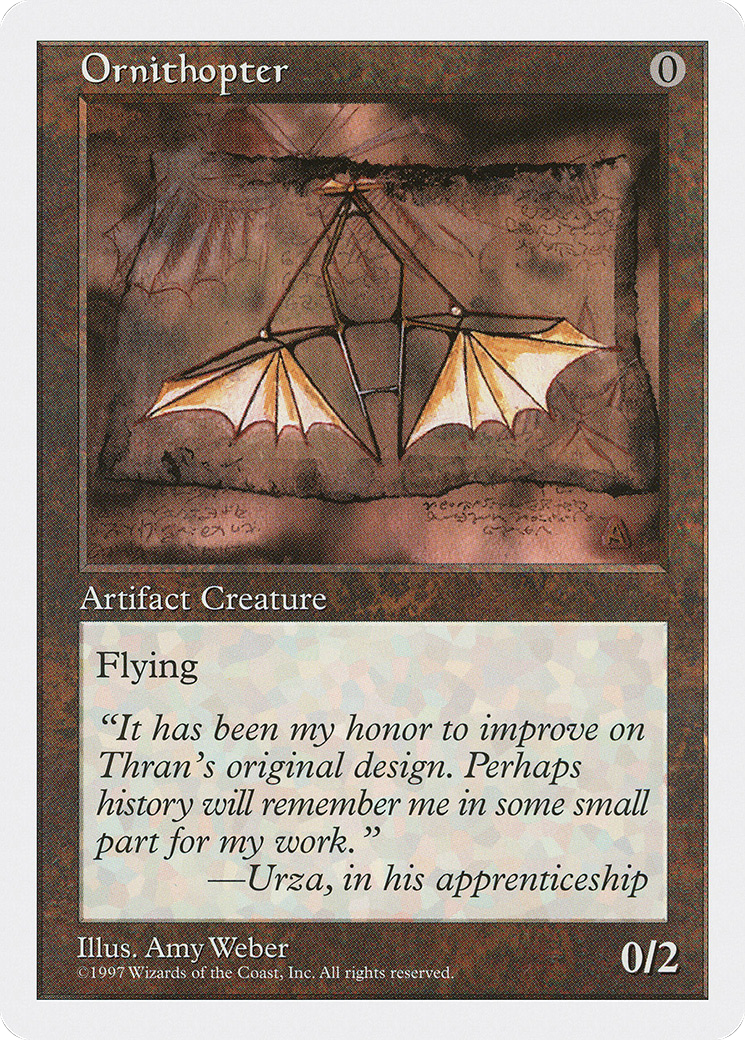 Ornithopter 0
Artifact Creature
Flying
“It has been my honor to improve on
Thran’s original design. Perhaps
history will remember me in some small
part for my work.”
—Urza, in his apprenticeship
Illus. Amy Weber
©1997 Wizards of the Coast, Inc. All rights reserved.
0/2